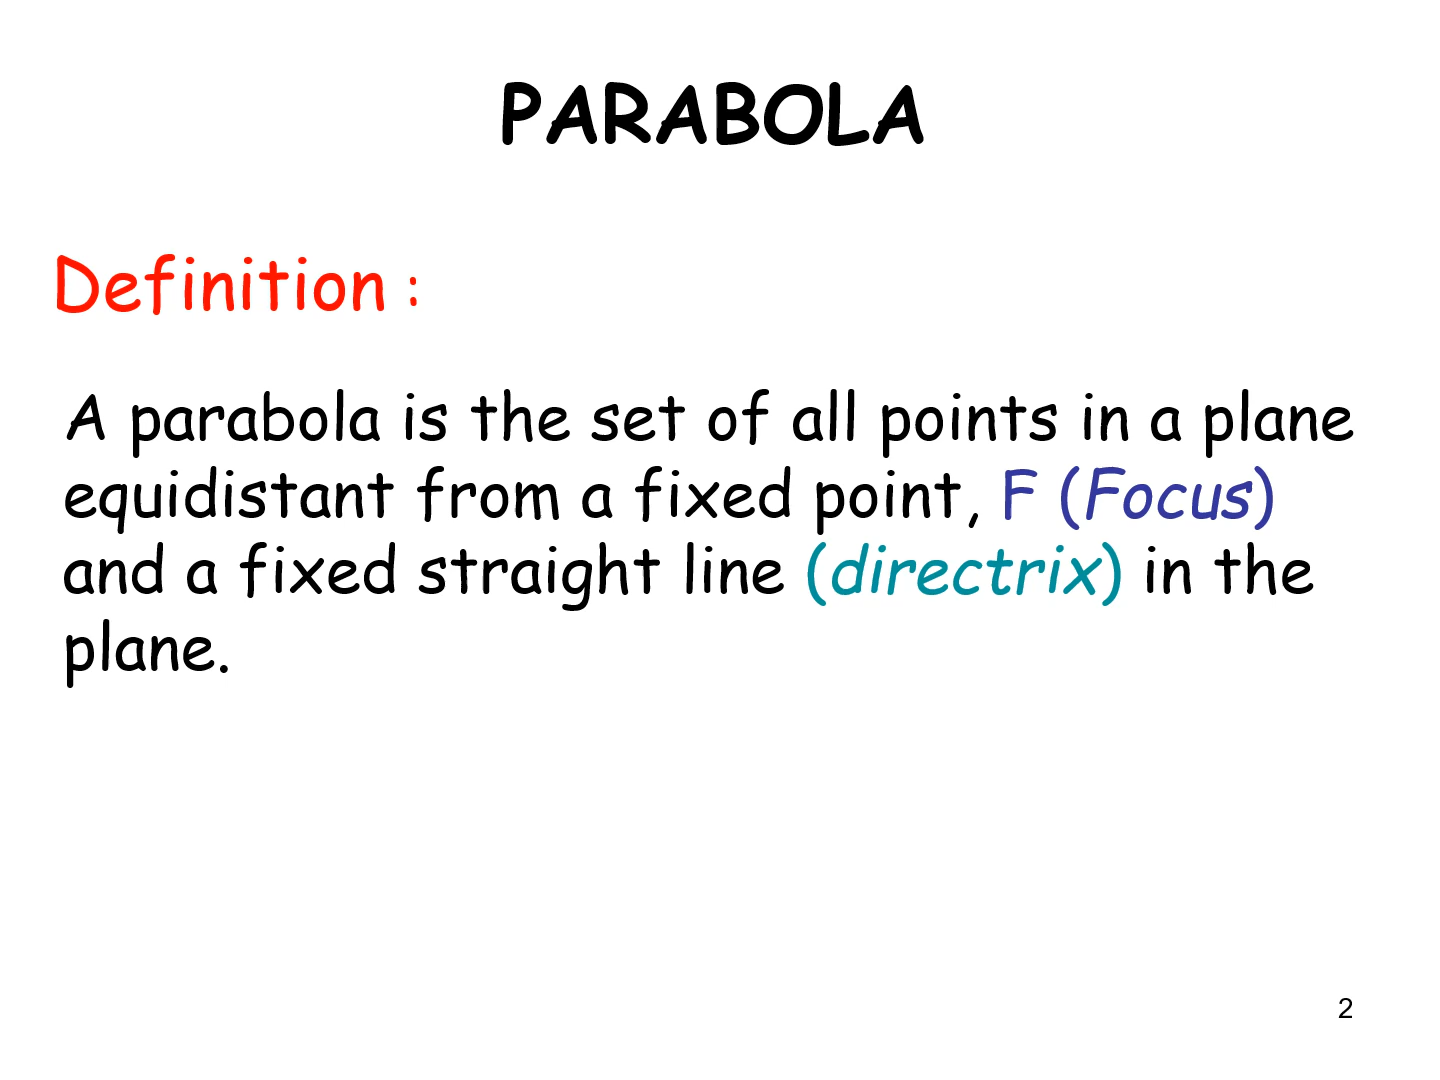 PARABOLA
Definition :
A parabola is the set of all points in a plane
equidistant from a fixed point, F (Focus)
and a fixed straight line (directrix) in the
plane.
2